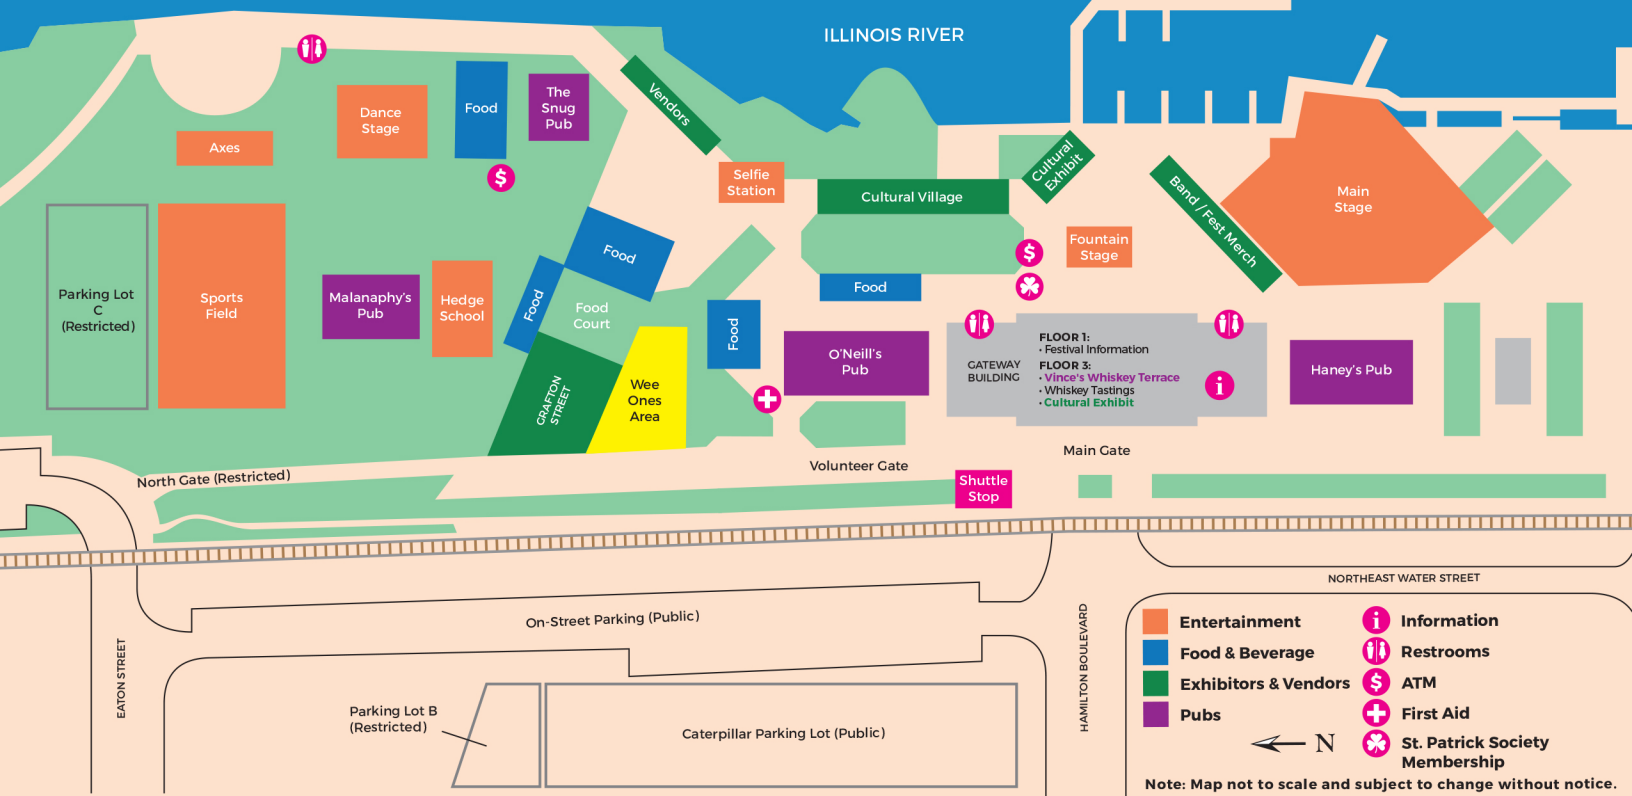 ILLINOIS RIVER
Vendors
The
Snug
Pub
Food
Dance
Stage
Axes
Selfie
Station
Cultural
Exhibit
Cultural Village
Band / Fest Merch
Main
Stage
$
$
Fountain
Stage
Food
Food
Food
Court
Food
Food
Parking Lot
C
(Restricted)
Sports
Field
Malanaphy's
Pub
Hedge
School
GRAFTON
STREET
Wee
Ones
Area
O'Neill's
Pub
GATEWAY
BUILDING
FLOOR 1:
• Festival Information
FLOOR 3:
• Vince's Whiskey Terrace
• Whiskey Tastings
• Cultural Exhibit
i
Haney's Pub
North Gate (Restricted)
Volunteer Gate
Main Gate
Shuttle
Stop
NORTHEAST WATER STREET
On-Street Parking (Public)
EATON STREET
HAMILTON BOULEVARD
Parking Lot B
(Restricted)
Caterpillar Parking Lot (Public)
Entertainment
Food & Beverage
Exhibitors & Vendors
Pubs
i Information
Restrooms
$ ATM
First Aid
St. Patrick Society
Membership
N
Note: Map not to scale and subject to change without notice.